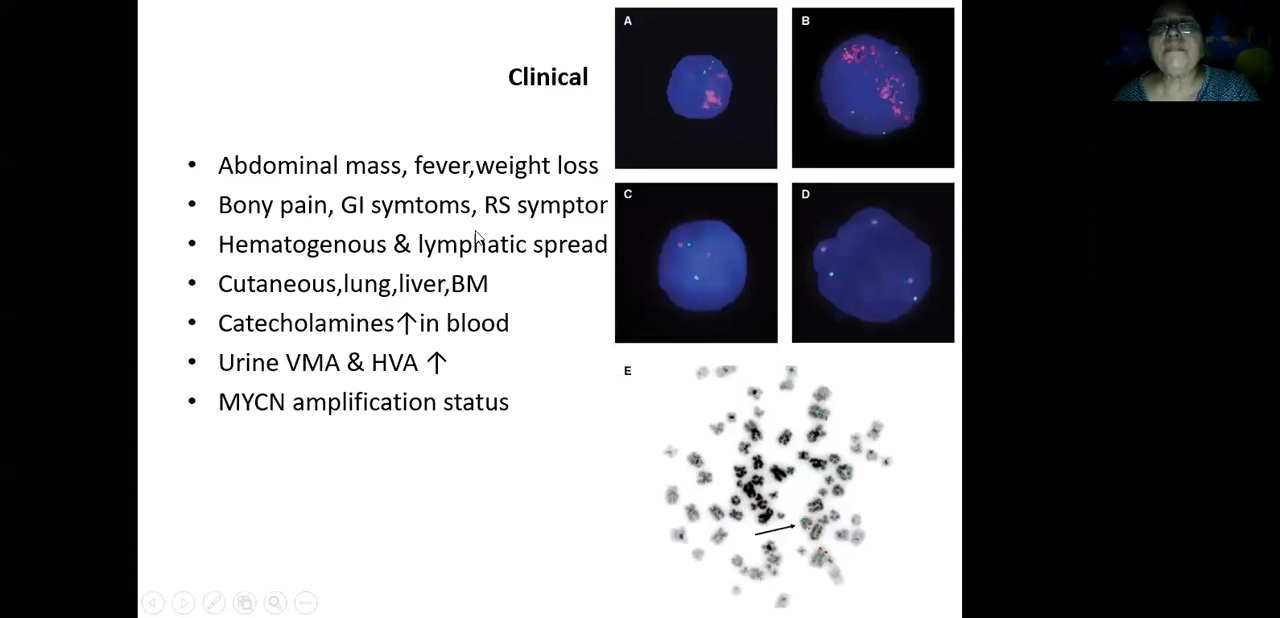 Clinical
• Abdominal mass, fever,weight loss
• Bony pain, GI symtoms, RS symptor
• Hematogenous & lymphatic spread
• Cutaneous,lung,liver,BM
• Catecholamines↑in blood
• Urine VMA & HVA ↑
• MYCN amplification status
A
B
C
D
E